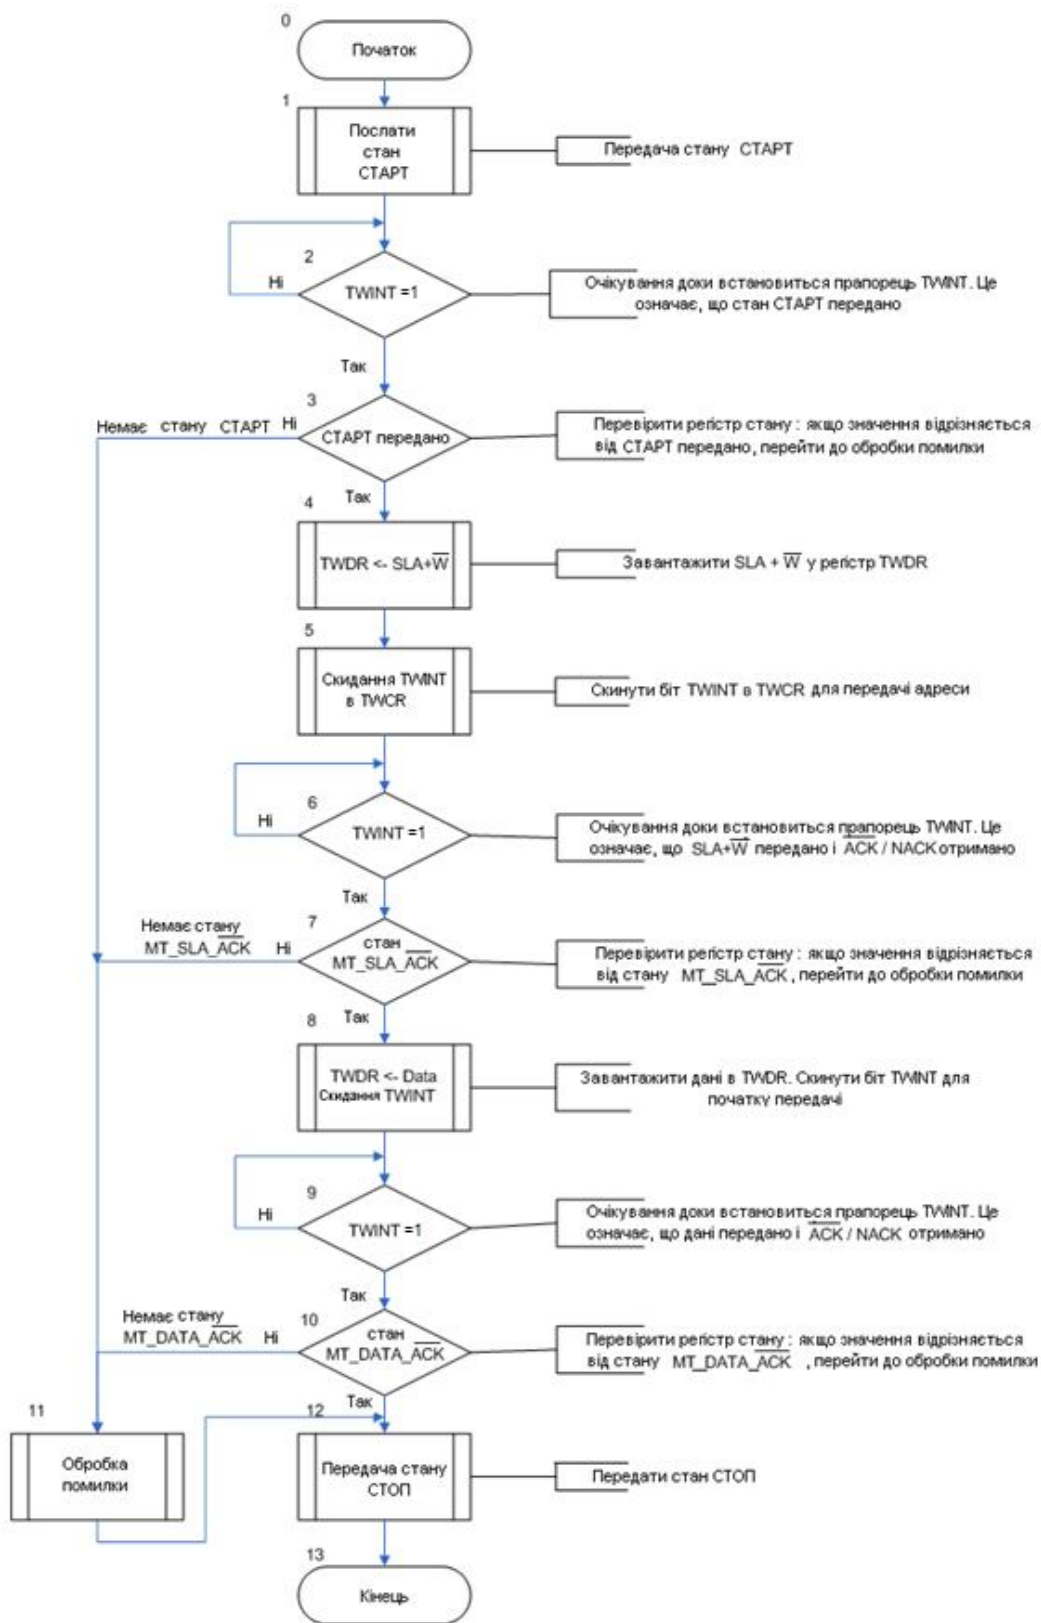 0
Початок
1
Послати
стан
СТАРТ
Передача стану СТАРТ
2
Ні
TWINT =1
Очікування доки встановиться прапорець TWINT. Це
означає, що стан СТАРТ передано
Так
3
Немає стану СТАРТ Ні
СТАРТ передано
Перевірити регістр стану : якщо значення відрізняється
від СТАРТ передано, перейти до обробки помилки
Так
4
TWDR <- SLA+W̅
Завантажити SLA + W̅ у регістр TWDR
5
Скидання TWINT
в TWCR
Скинути біт TWINT в TWCR для передачі адреси
6
Ні
TWINT =1
Очікування доки встановиться прапорець TWINT. Це
означає, що SLA+W̅ передано і A̅C̅K̅ / NACK отримано
Так
7
Немає стану
MT_SLA_A̅C̅K̅ Ні
стан
MT_SLA_A̅C̅K̅
Перевірити регістр стану : якщо значення відрізняється
від стану MT_SLA_A̅C̅K̅ , перейти до обробки помилки
Так
8
TWDR <- Data
Скидання TWINT
Завантажити дані в TWDR. Скинути біт TWINT для
початку передачі
9
Ні
TWINT =1
Очікування доки встановиться прапорець TWINT. Це
означає, що дані передано і A̅C̅K̅ / NACK отримано
Так
10
Немає стану
MT_DATA_A̅C̅K̅ Ні
стан
MT_DATA_A̅C̅K̅
Перевірити регістр стану : якщо значення відрізняється
від стану MT_DATA_A̅C̅K̅ , перейти до обробки помилки
Так
11
Обробка
помилки
12
Передача стану
СТОП
Передати стан СТОП
13
Кінець